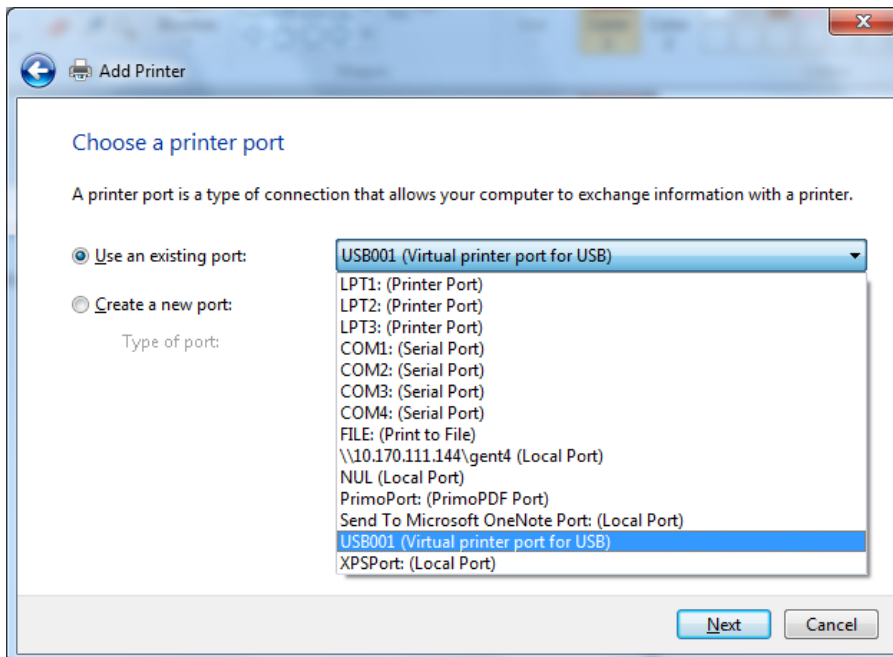 Add Printer
Choose a printer port
A printer port is a type of connection that allows your computer to exchange information with a printer.
Use an existing port:
USB001 (Virtual printer port for USB)
LPT1: (Printer Port)
LPT2: (Printer Port)
LPT3: (Printer Port)
COM1: (Serial Port)
COM2: (Serial Port)
COM3: (Serial Port)
COM4: (Serial Port)
FILE: (Print to File)
\\10.170.111.144\gent4 (Local Port)
NUL (Local Port)
PrimoPort: (PrimoPDF Port)
Send To Microsoft OneNote Port: (Local Port)
USB001 (Virtual printer port for USB)
XPSPort: (Local Port)
Create a new port:
Type of port:
Next Cancel